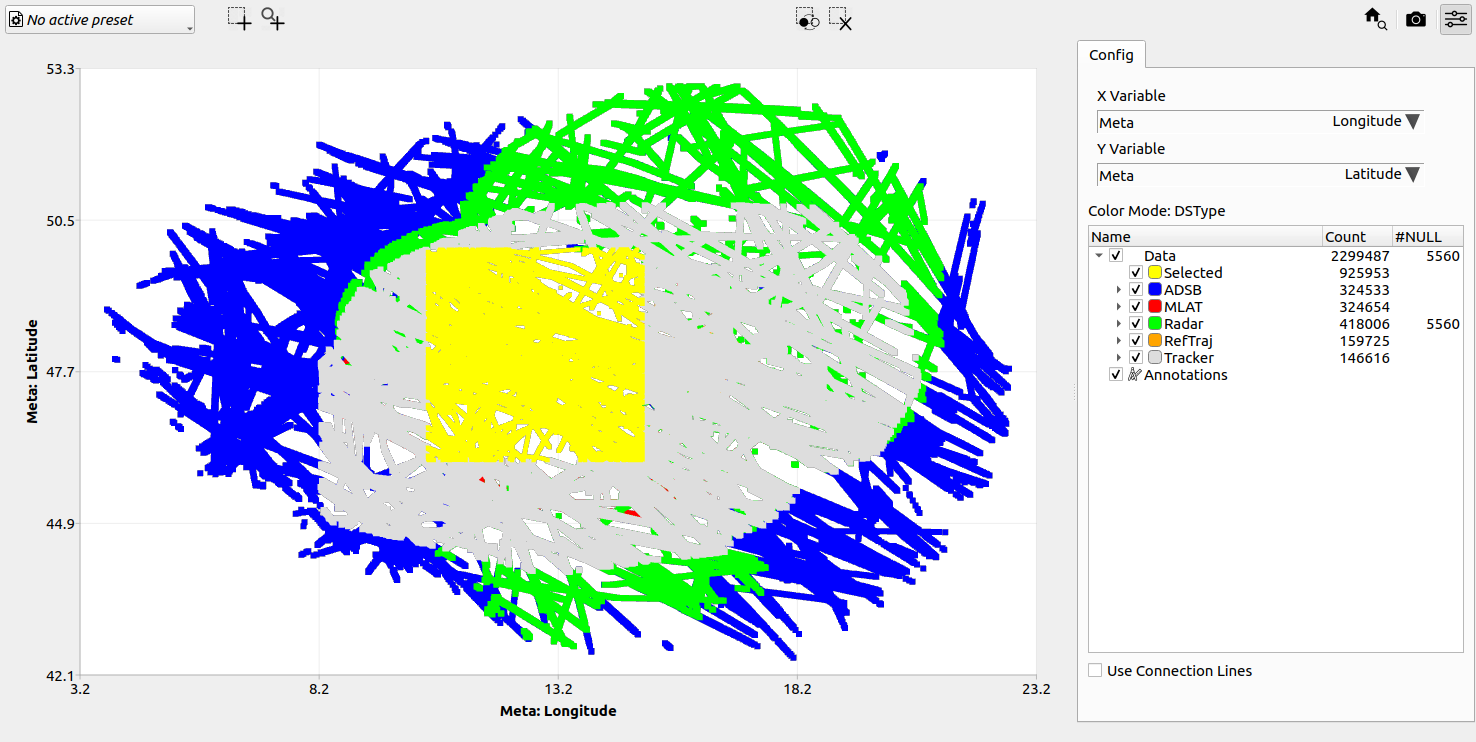 No active preset
53.3
50.5
47.7
44.9
42.1
3.2 8.2 13.2 18.2 23.2
Meta: Latitude
Meta: Longitude
Config
X Variable
Meta Longitude
Y Variable
Meta Latitude
Color Mode: DSType
Name Count #NULL
Data 2299487 5560
Selected 925953
ADSB 324533
MLAT 324654
Radar 418006 5560
RefTraj 159725
Tracker 146616
Annotations
Use Connection Lines